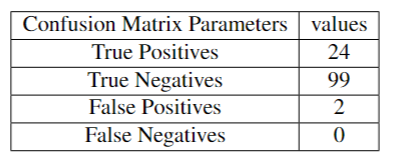 Confusion Matrix Parameters values
True Positives 24
True Negatives 99
False Positives 2
False Negatives 0